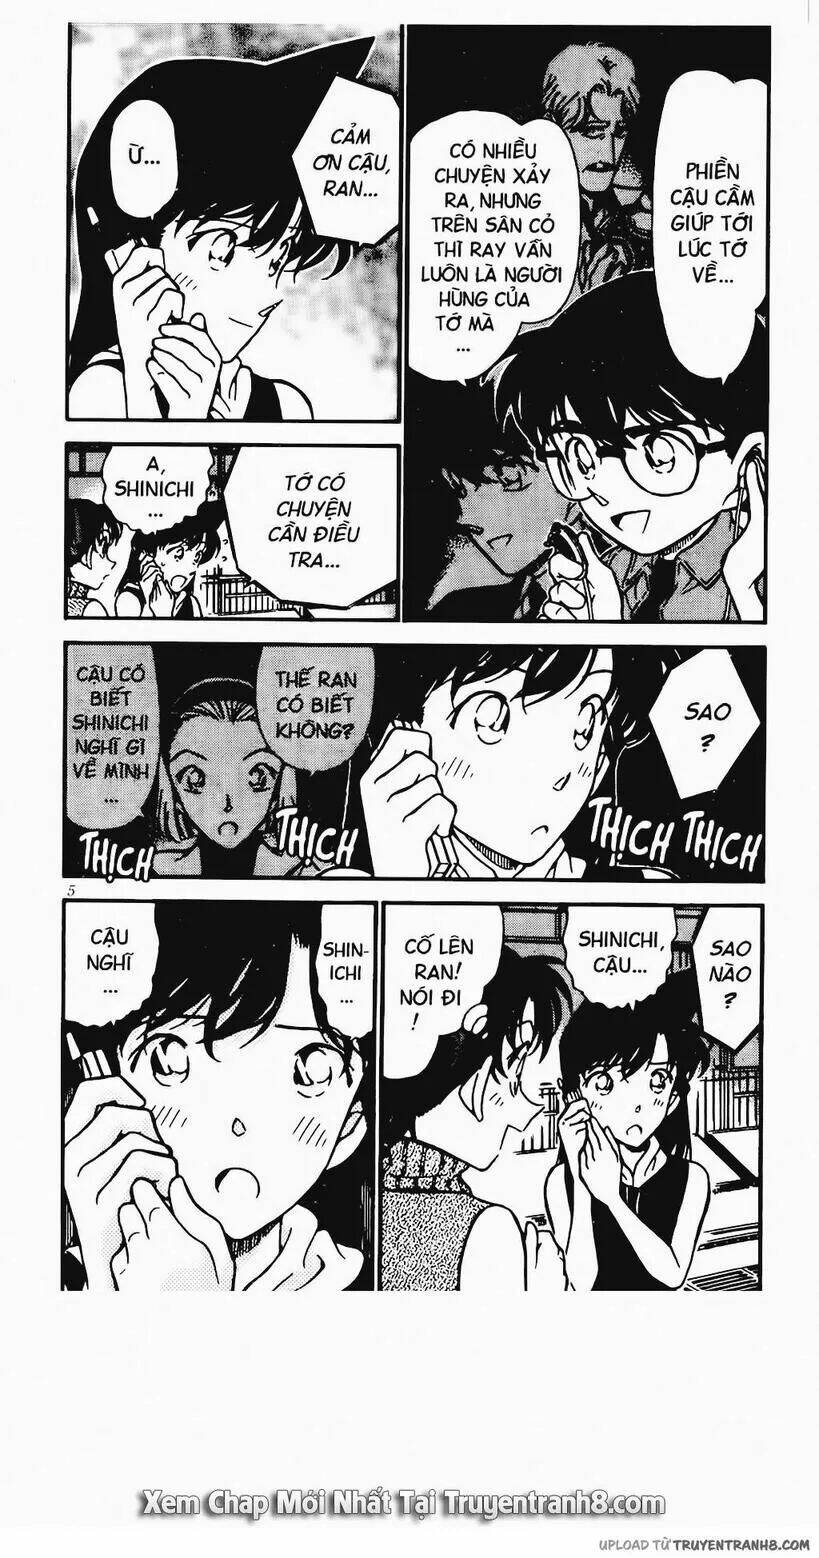 PHIỀN
CẬU CẦM
GIÚP TỚI
LÚC TỚ
VỀ...
CÓ NHIỀU
CHUYỆN XẢY
RA, NHƯNG
TRÊN SÂN CỎ
THÌ RAY VẪN
LUÔN LÀ NGƯỜI
HÙNG CỦA
TỚ MÀ
...
CẢM
ƠN CẬU,
RAN...
Ừ...
TỚ CÓ
CHUYỆN
CẦN ĐIỀU
TRA...
A,
SHINICHI
...
?
SAO
?
THẾ RAN
CÓ BIẾT
KHÔNG?
CẬU CÓ
BIẾT
SHINICHI
NGHĨ GÌ
VỀ MÌNH
...
THỊCH
THỊCH
THỊCH
THỊCH
5
SAO
NÀO
?
SHINICHI,
CẬU...
CỐ LÊN
RAN!
NÓI ĐI
!
SHIN-
ICHI
...
CẬU
NGHĨ
...
Xem Chap Mới Nhất Tại Truyentranh8.com
UPLOAD TỪ TRUYENTRANH8.COM